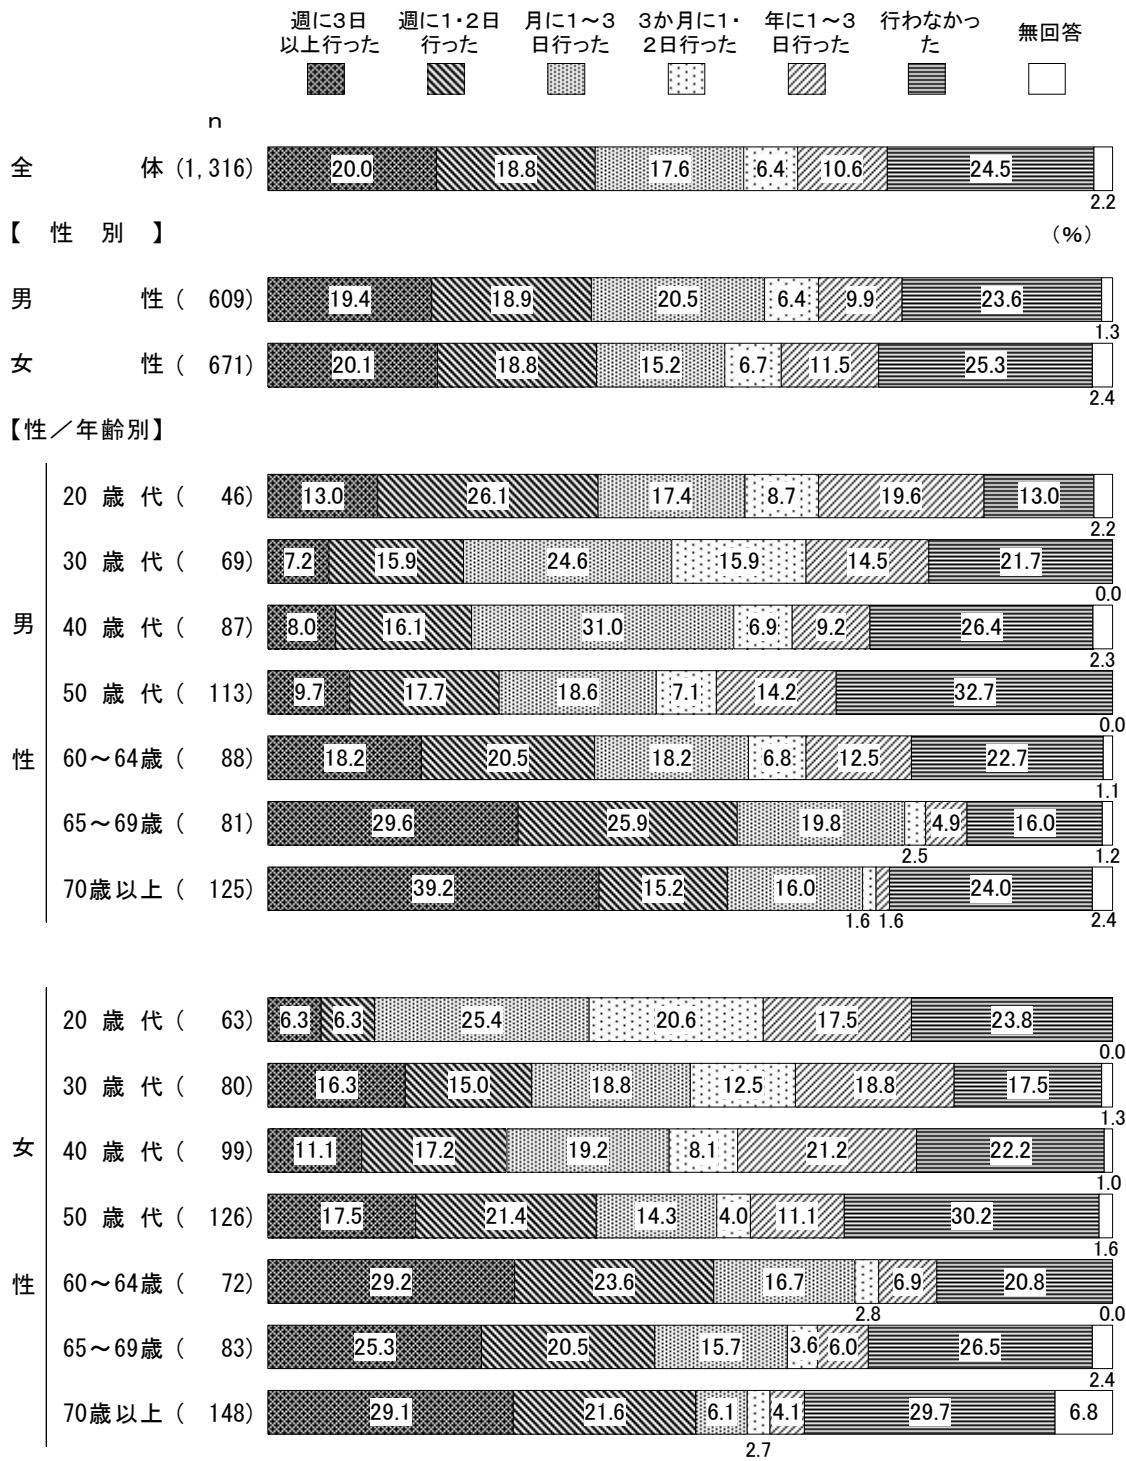 週に３日 週に１・２日 月に１～３ ３か月に１・ 年に１～３ 行わなかっ 無回答
以上行った 行った 日行った ２日行った 日行った た
ｎ
全体 (1,316) 20.0 18.8 17.6 6.4 10.6 24.5
2.2
【性別】 （％）
男性 ( 609) 19.4 18.9 20.5 6.4 9.9 23.6
1.3
女性 ( 671) 20.1 18.8 15.2 6.7 11.5 25.3
2.4
【性／年齢別】
20歳代 ( 46) 13.0 26.1 17.4 8.7 19.6 13.0
2.2
30歳代 ( 69) 7.2 15.9 24.6 15.9 14.5 21.7
0.0
男
40歳代 ( 87) 8.0 16.1 31.0 6.9 9.2 26.4
2.3
50歳代 ( 113) 9.7 17.7 18.6 7.1 14.2 32.7
0.0
性
60～64歳 ( 88) 18.2 20.5 18.2 6.8 12.5 22.7
1.1
65～69歳 ( 81) 29.6 25.9 19.8 4.9 16.0
2.5 1.2
70歳以上 ( 125) 39.2 15.2 16.0 24.0
1.6 1.6 2.4
20歳代 ( 63) 6.3 6.3 25.4 20.6 17.5 23.8
0.0
30歳代 ( 80) 16.3 15.0 18.8 12.5 18.8 17.5
1.3
女
40歳代 ( 99) 11.1 17.2 19.2 8.1 21.2 22.2
1.0
50歳代 ( 126) 17.5 21.4 14.3 4.0 11.1 30.2
1.6
性
60～64歳 ( 72) 29.2 23.6 16.7 6.9 20.8
2.8 0.0
65～69歳 ( 83) 25.3 20.5 15.7 3.6 6.0 26.5
2.4
70歳以上 ( 148) 29.1 21.6 6.1 4.1 29.7 6.8
2.7